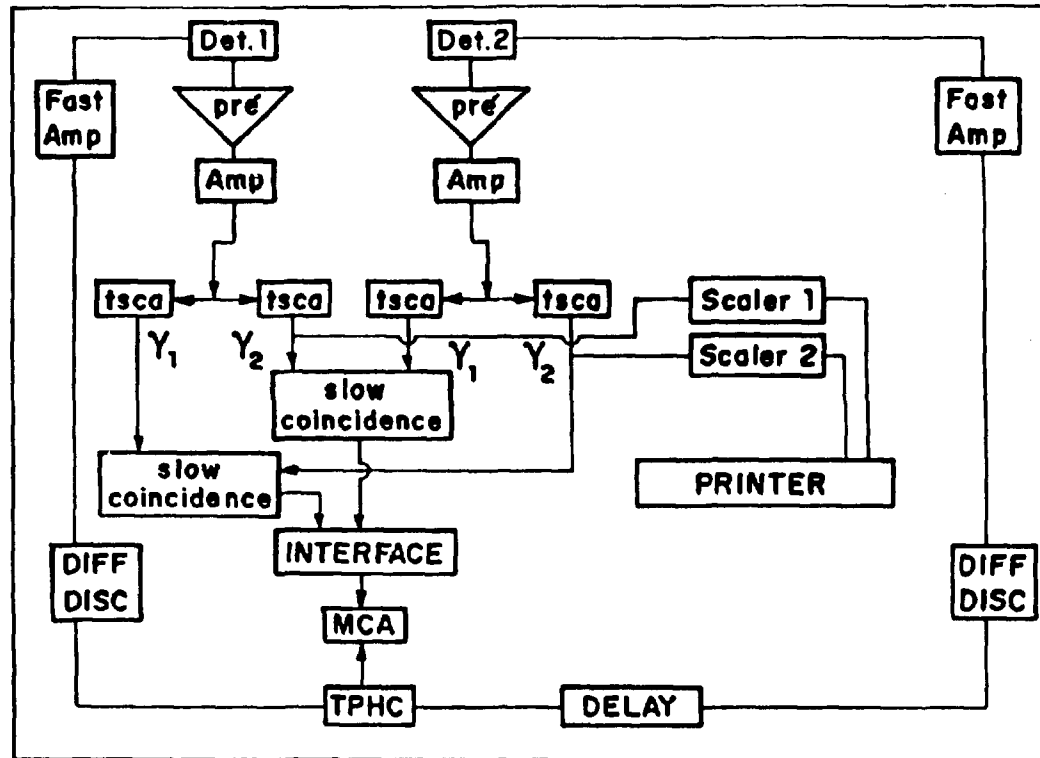 Det.1
Det.2
Fast
Amp
pré
pré
Fast
Amp
Amp
Amp
tsca
tsca
tsca
tsca
Scaler 1
γ1
γ2
γ1
γ2
Scaler 2
slow
coincidence
slow
coincidence
PRINTER
INTERFACE
DIFF
DISC
DIFF
DISC
MCA
TPHC
DELAY